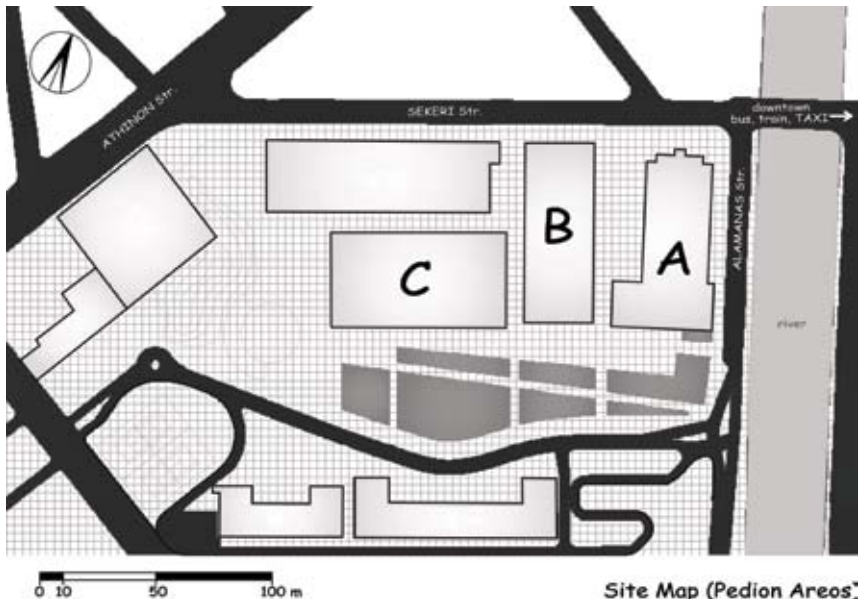 ATHINON Str.
SEKERI Str.
downtown
bus, train, TAXI
ALAMANAS Str.
A
B
C
river
0 10 50 100 m
Site Map (Pedion Areos)